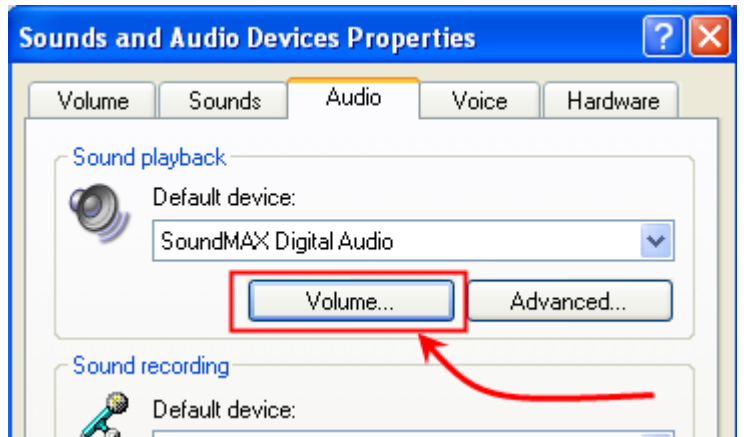 Sounds and Audio Devices Properties
Volume Sounds Audio Voice Hardware
Sound playback
Default device:
SoundMAX Digital Audio
Volume... Advanced...
Sound recording
Default device: